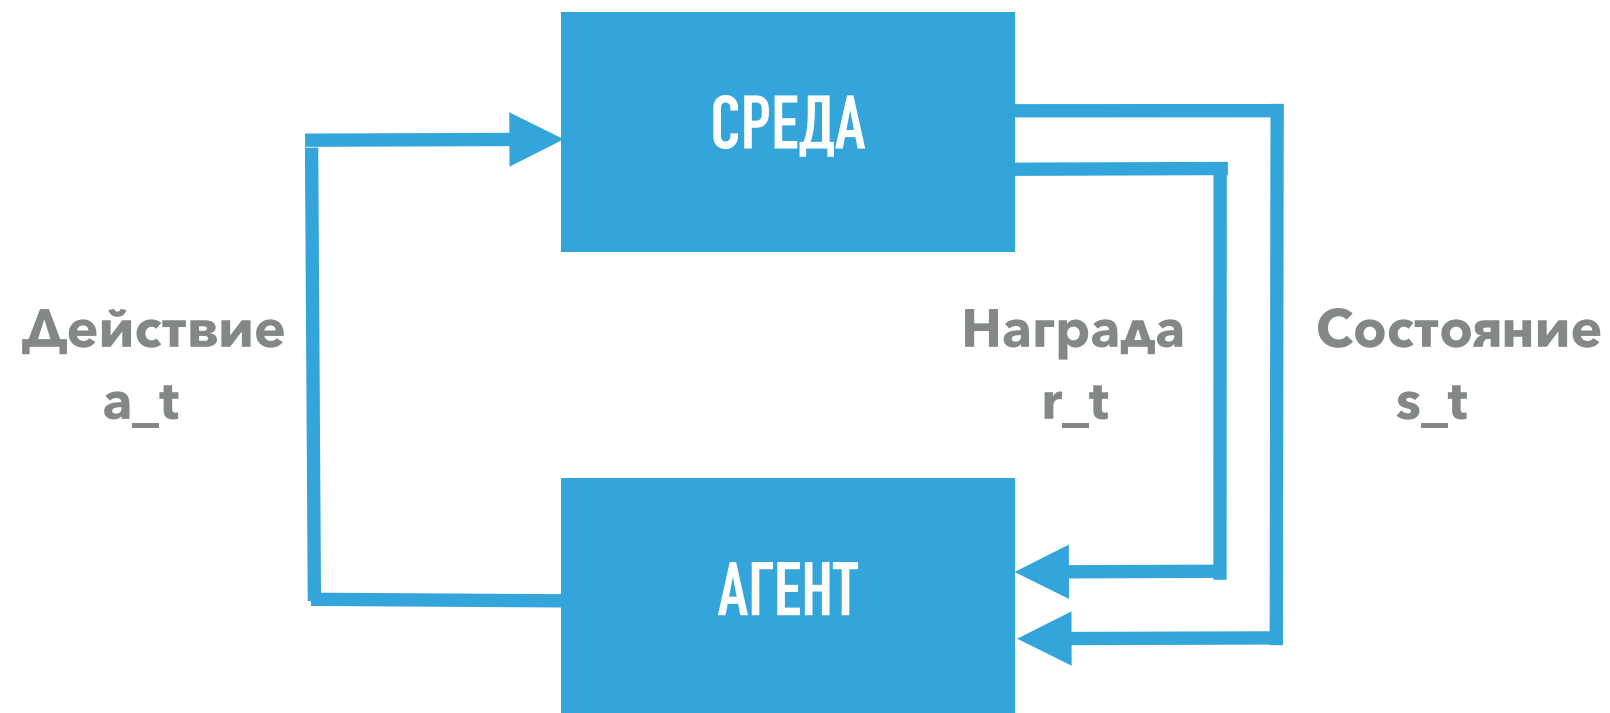 СРЕДА
Действие
a_t
Награда
r_t
Состояние
s_t
АГЕНТ